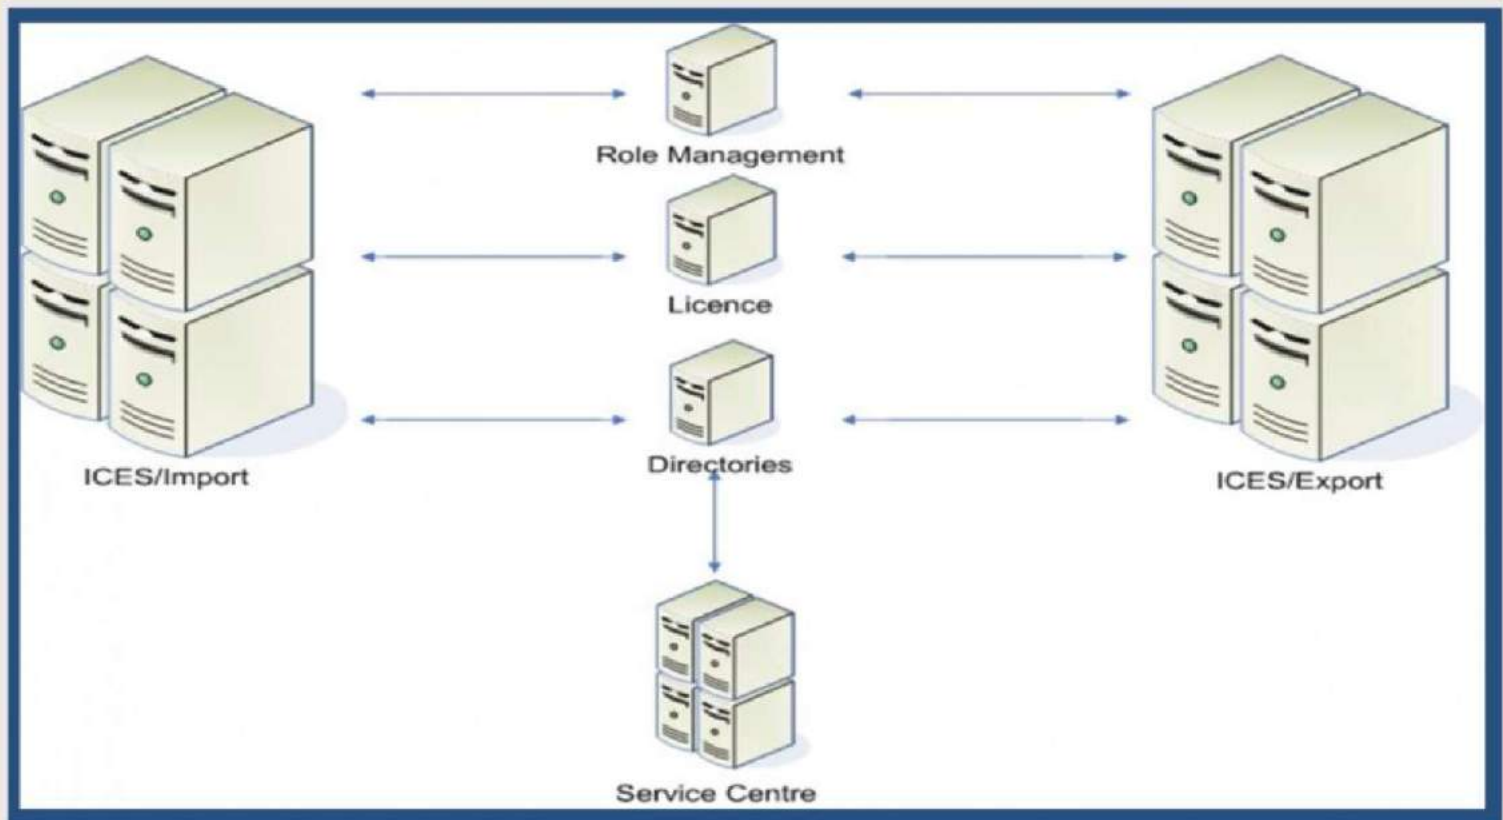 Role Management
Licence
Directories
ICES/Import
ICES/Export
Service Centre